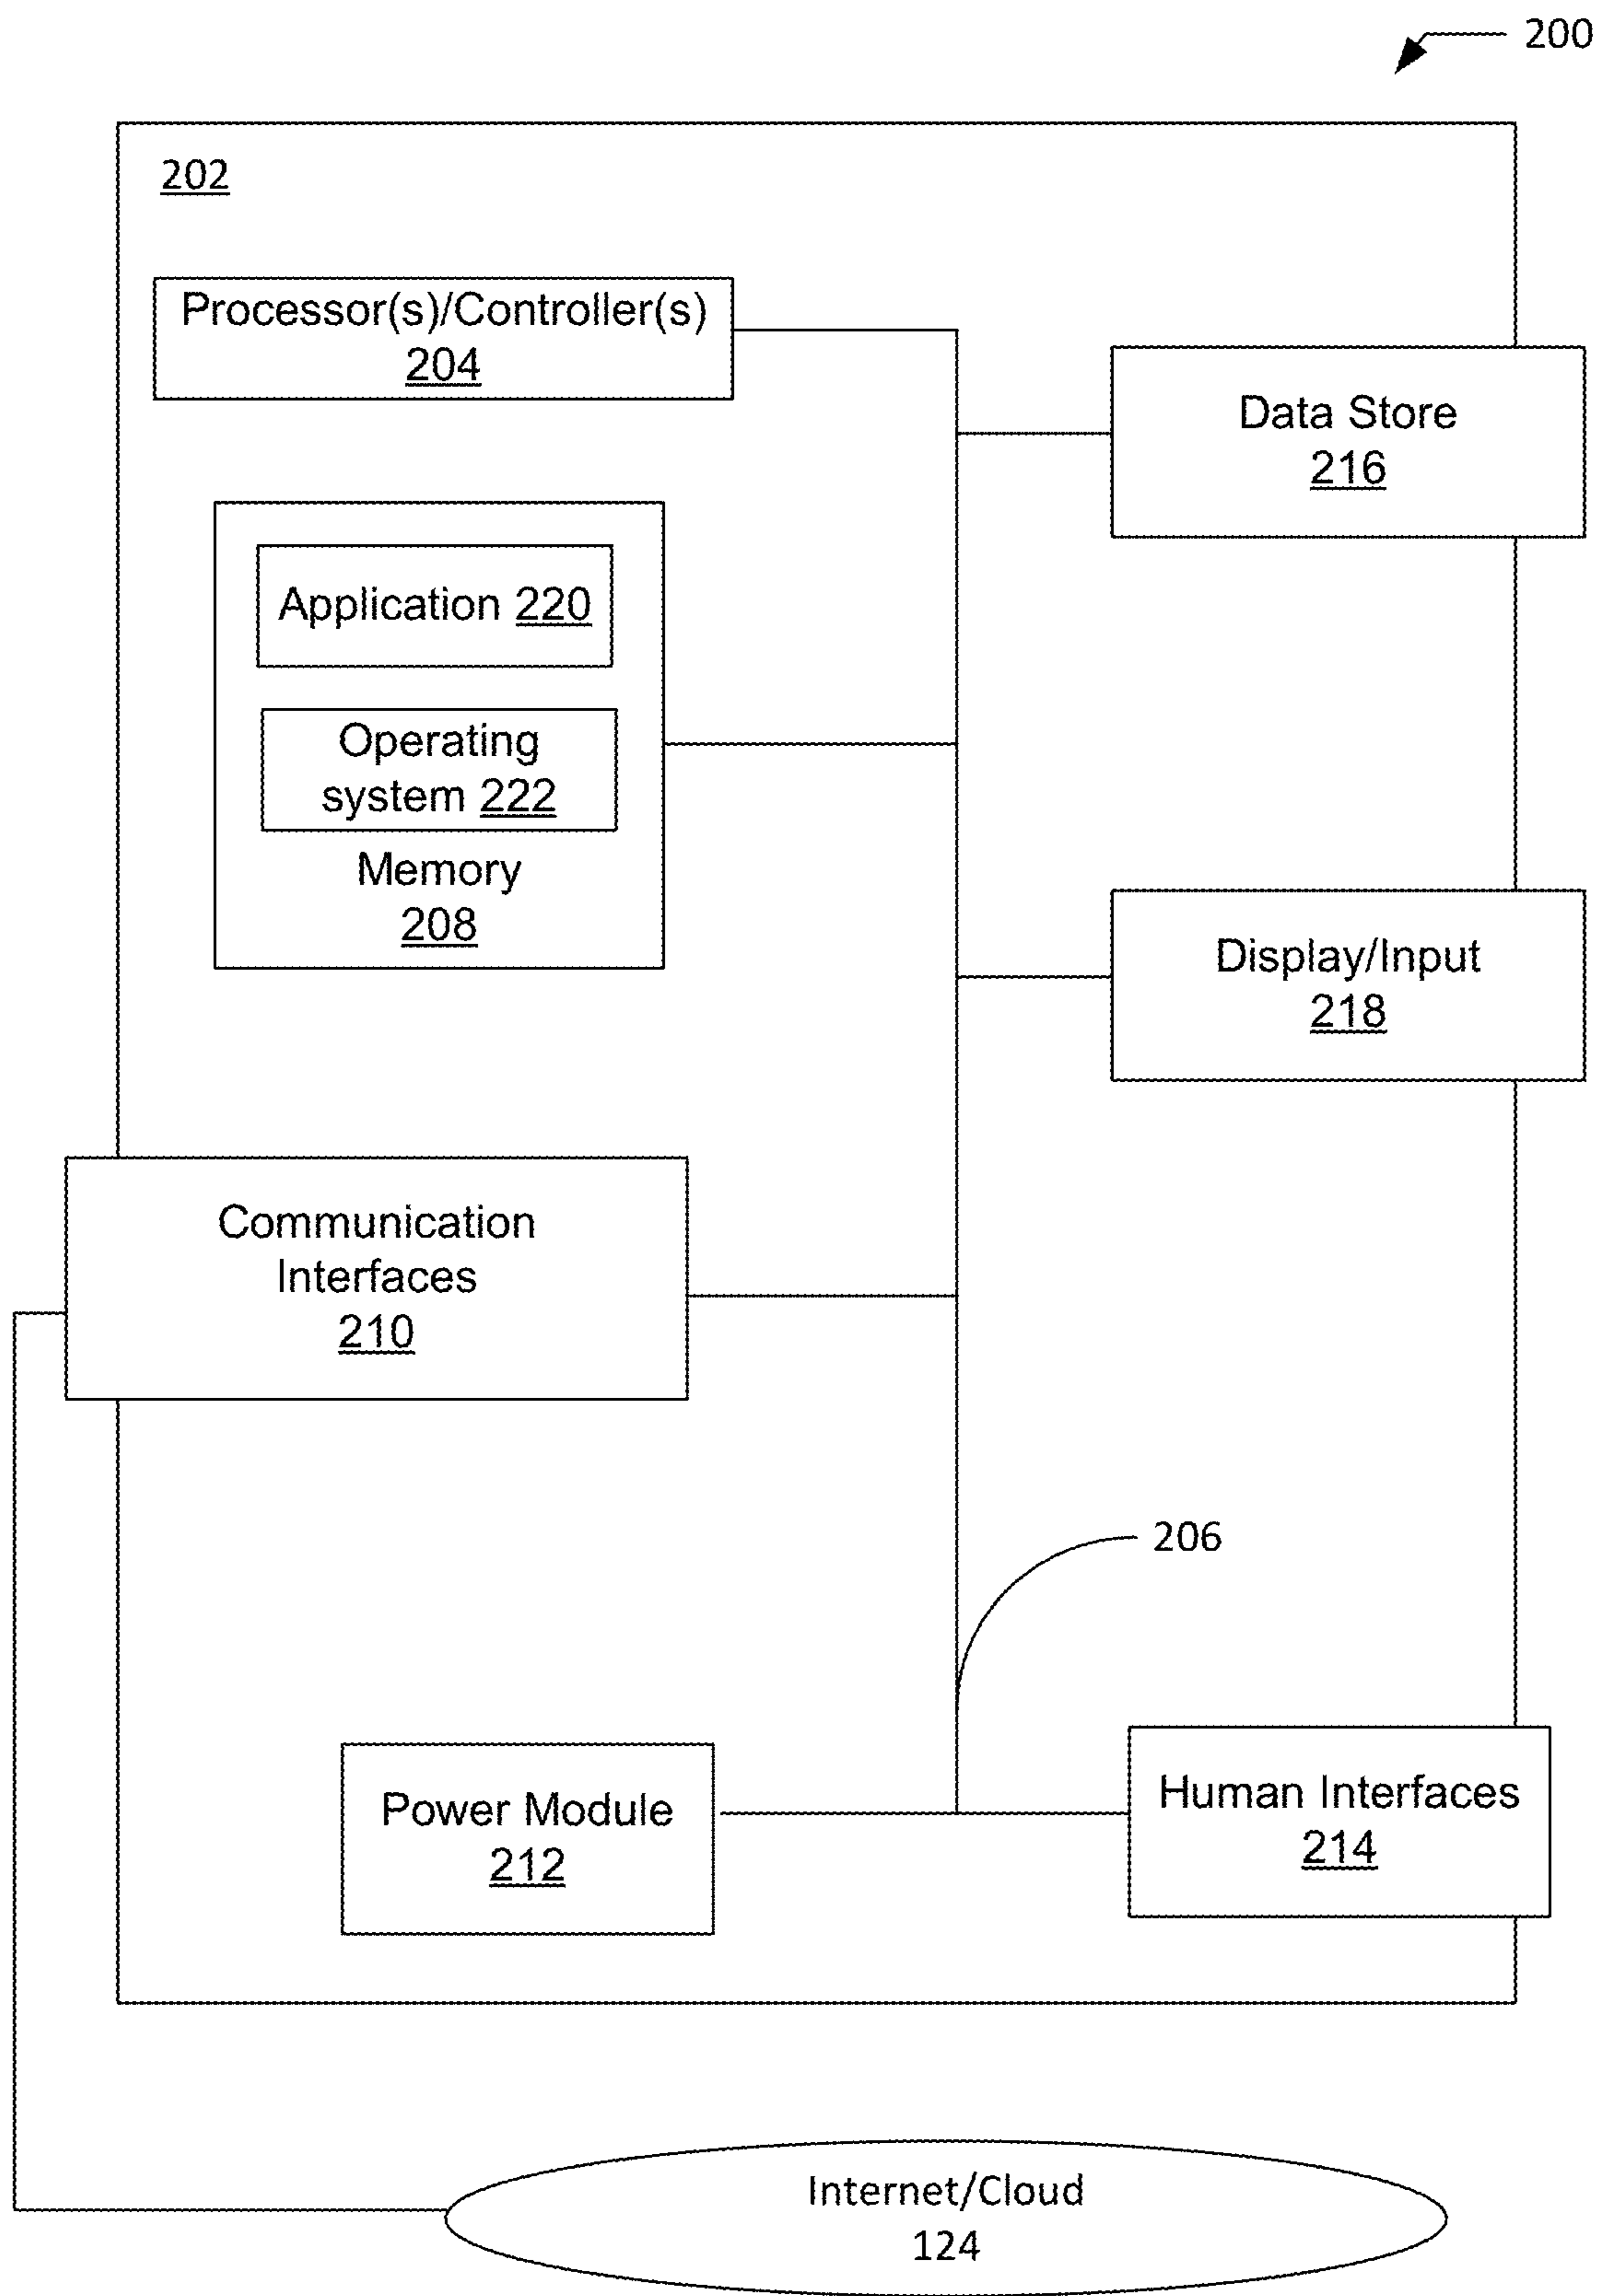 200
202
Processor(s)/Controller(s)
204
Data Store
216
Application 220
Operating
system 222
Memory
208
Display/Input
218
Communication
Interfaces
210
206
Power Module
212
Human Interfaces
214
Internet/Cloud
124